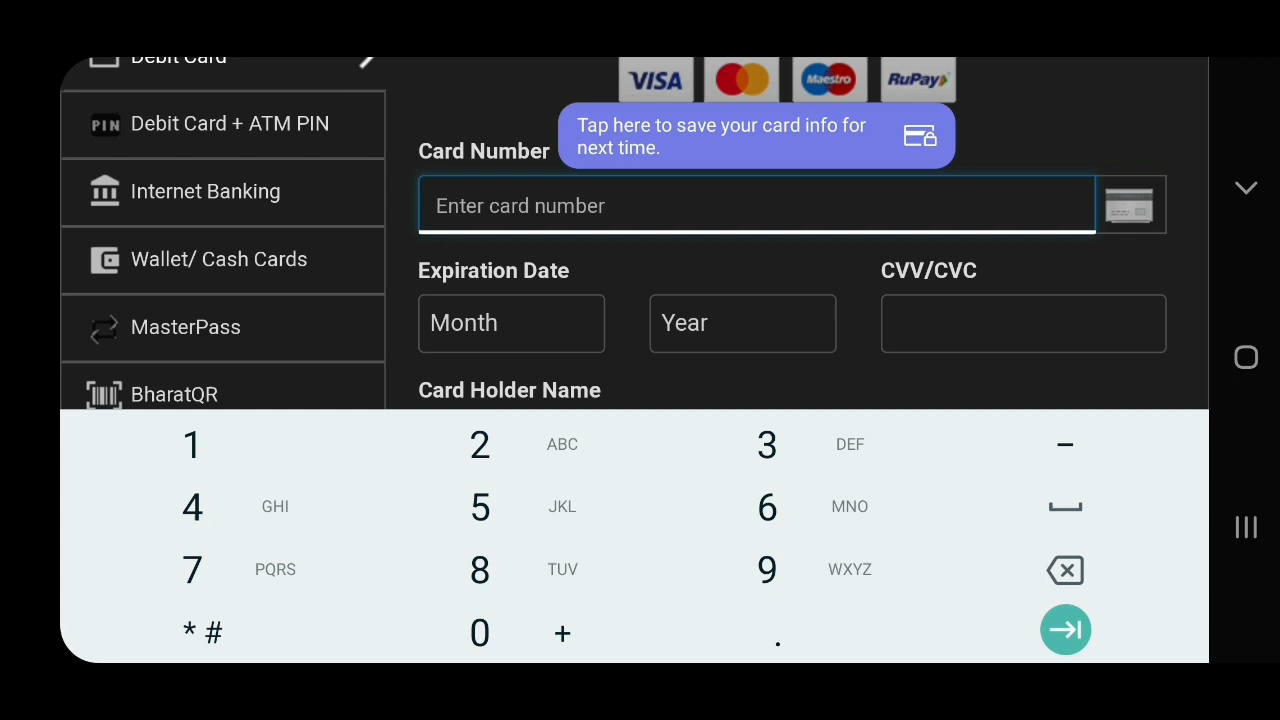 Debit Card
PIN Debit Card + ATM PIN
Internet Banking
Wallet/ Cash Cards
MasterPass
BharatQR
VISA Maestro RuPay
Tap here to save your card info for
next time.
Card Number
Enter card number
Expiration Date CVV/CVC
Month Year
Card Holder Name
1 2 ABC 3 DEF –
4 GHI 5 JKL 6 MNO
7 PQRS 8 TUV 9 WXYZ
* # 0 + .